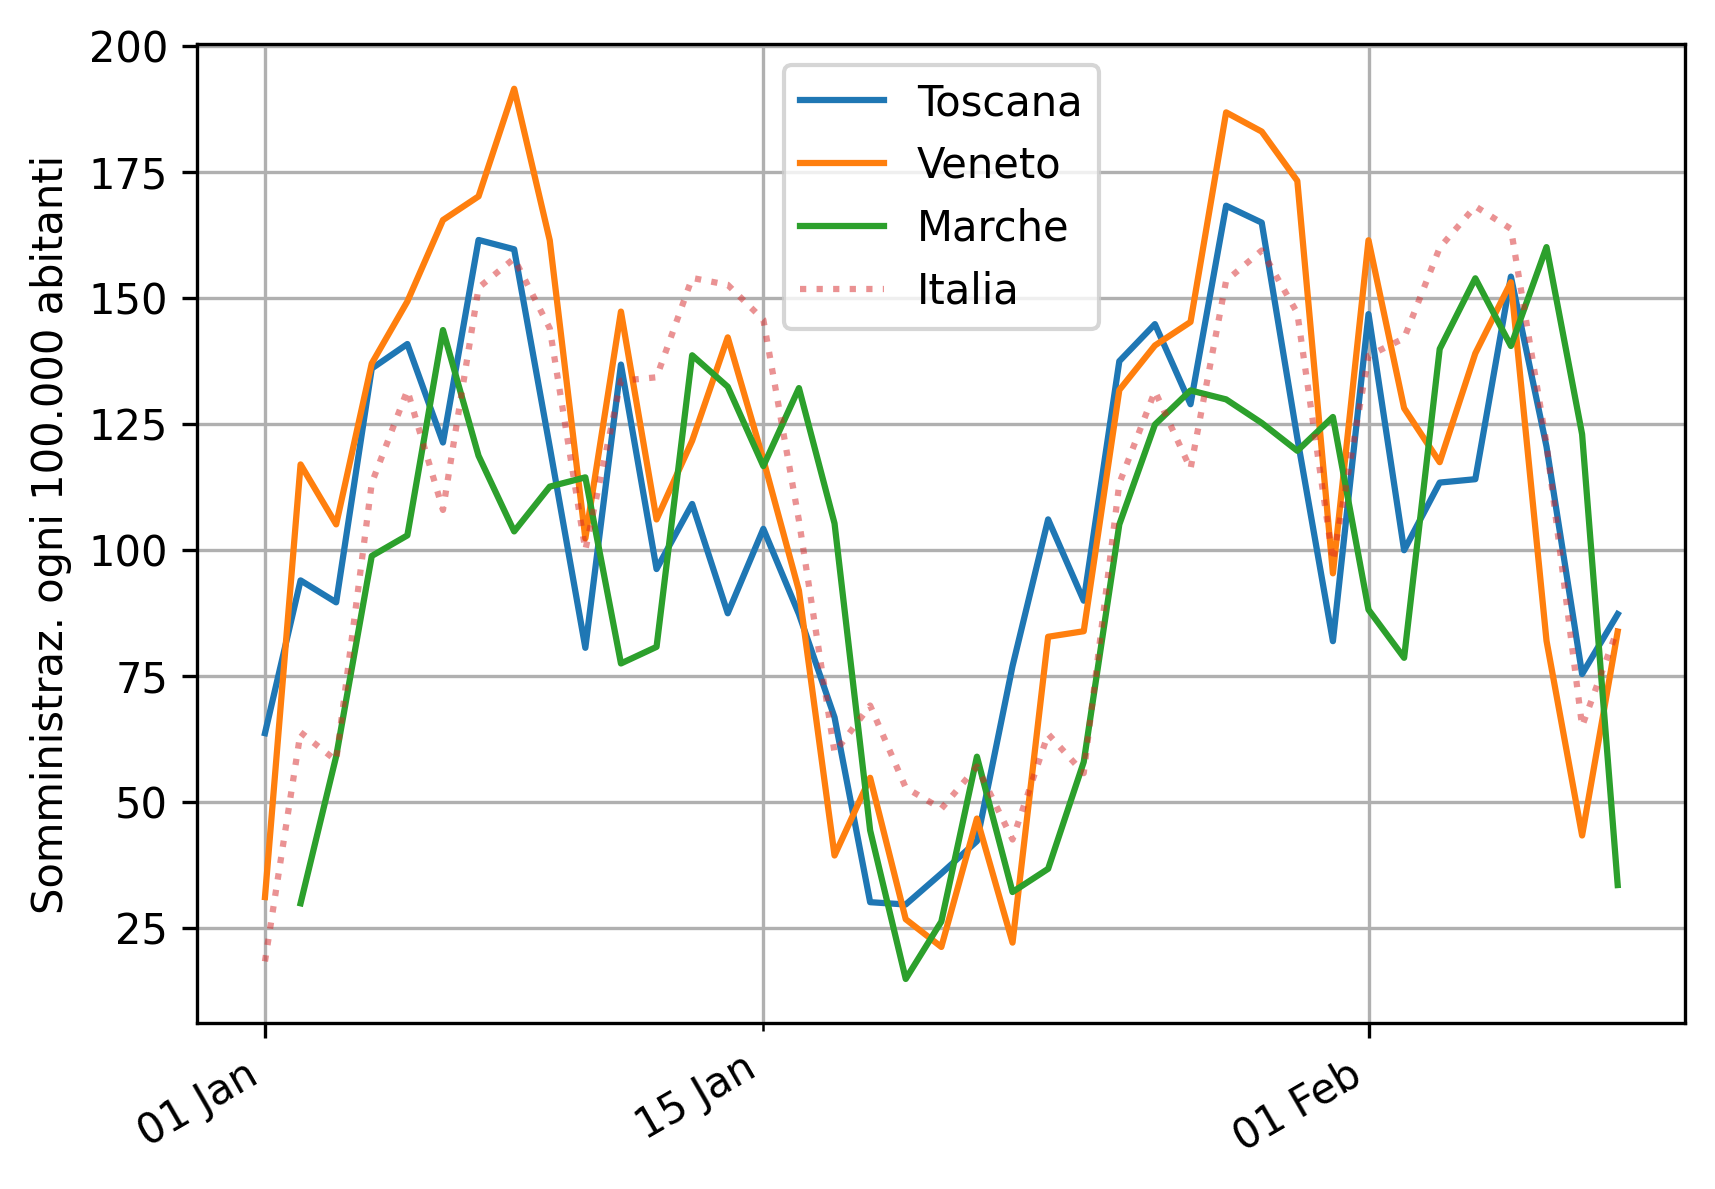 Somministraz. ogni 100.000 abitanti
200
175
150
125
100
75
50
25
Toscana
Veneto
Marche
Italia
01 Jan
15 Jan
01 Feb